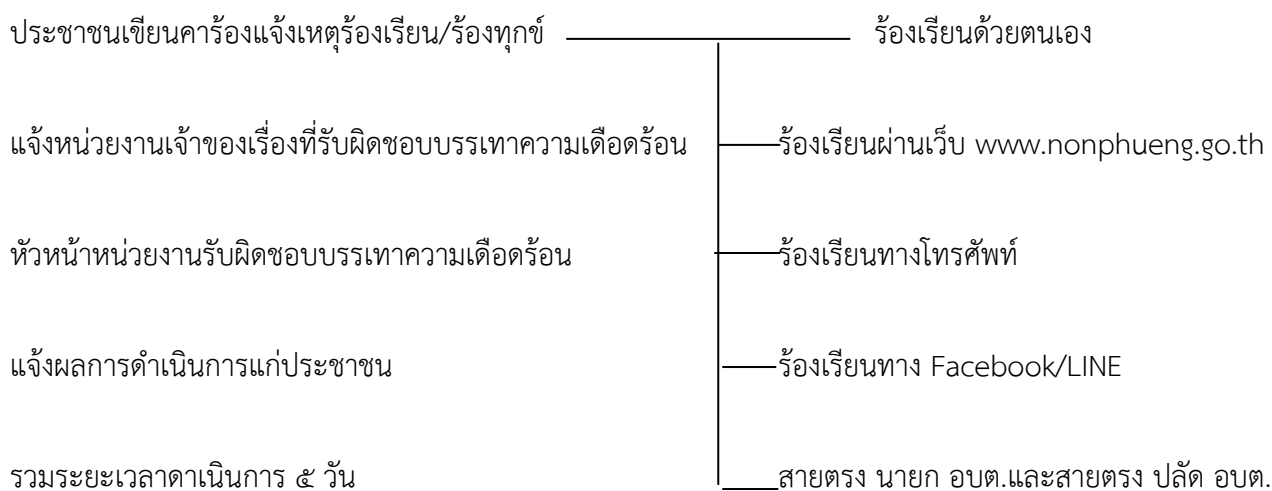 ประชาชนเขียนคาร้องแจ้งเหตุร้องเรียน/ร้องทุกข์ ร้องเรียนด้วยตนเอง
แจ้งหน่วยงานเจ้าของเรื่องที่รับผิดชอบบรรเทาความเดือดร้อน ร้องเรียนผ่านเว็บ www.nonphueng.go.th
หัวหน้าหน่วยงานรับผิดชอบบรรเทาความเดือดร้อน ร้องเรียนทางโทรศัพท์
แจ้งผลการดำเนินการแก่ประชาชน ร้องเรียนทาง Facebook/LINE
รวมระยะเวลาดาเนินการ ๕ วัน สายตรง นายก อบต.และสายตรง ปลัด อบต.